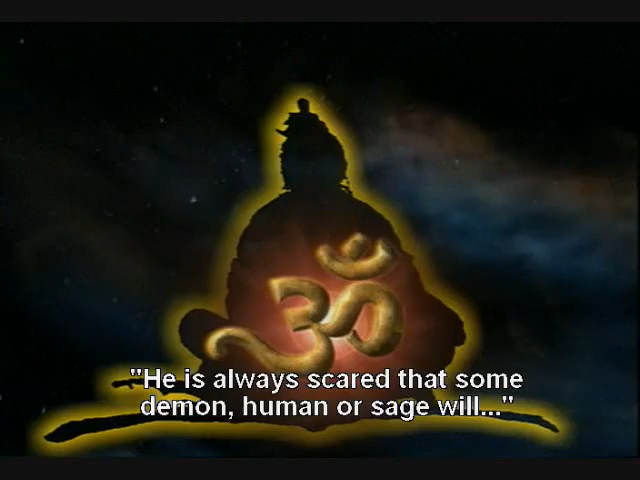 ॐ
"He is always scared that some
demon, human or sage will..."